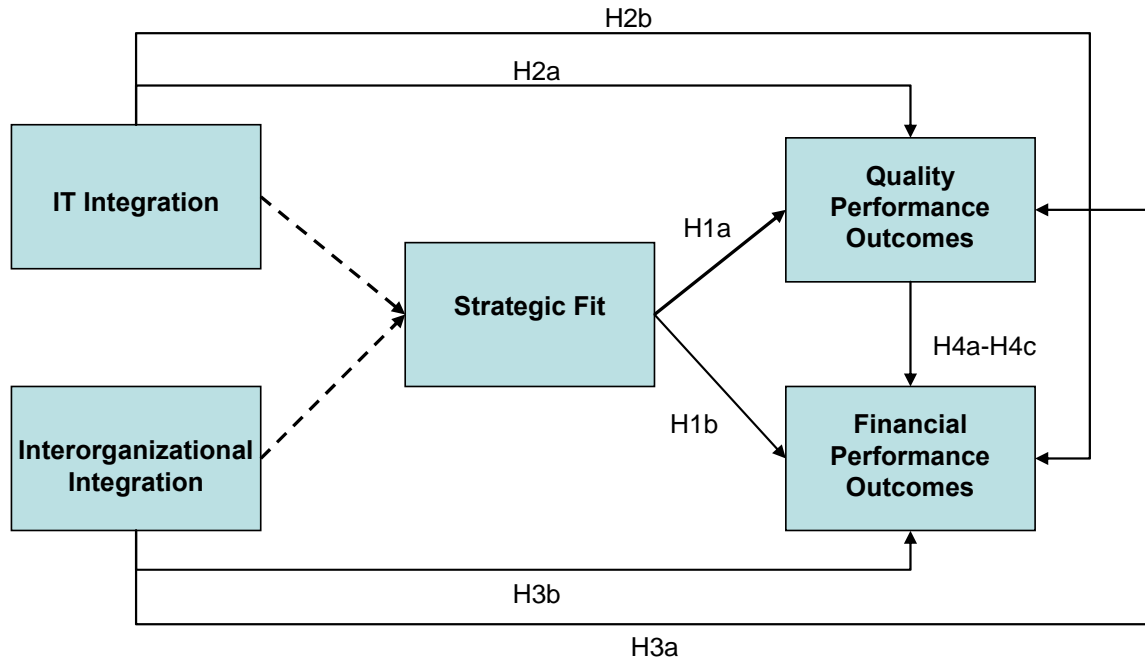 H2b
H2a
IT Integration
Quality
Performance
Outcomes
H1a
Strategic Fit
H4a-H4c
H1b
Interorganizational
Integration
Financial
Performance
Outcomes
H3b
H3a